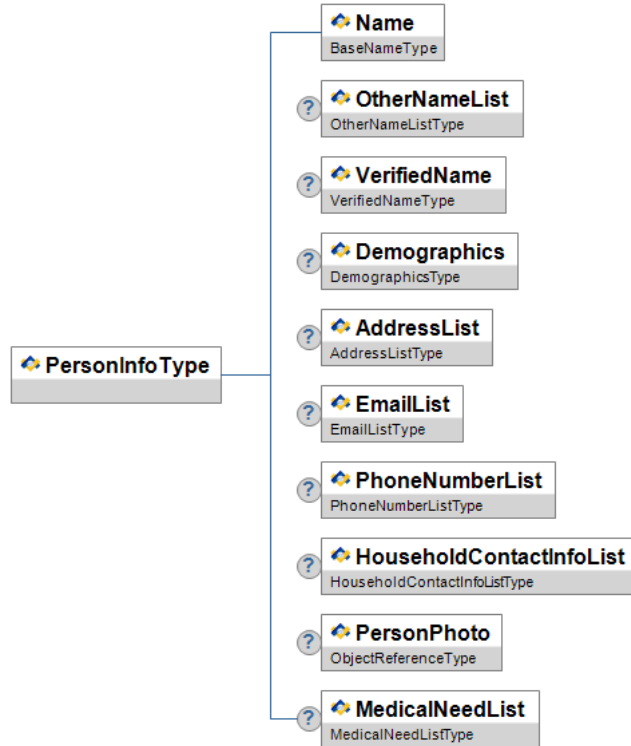 Name
BaseNameType
? OtherNameList
OtherNameListType
? VerifiedName
VerifiedNameType
? Demographics
DemographicsType
? AddressList
AddressListType
PersonInfoType
? EmailList
EmailListType
? PhoneNumberList
PhoneNumberListType
? HouseholdContactInfoList
HouseholdContactInfoListType
? PersonPhoto
ObjectReferenceType
? MedicalNeedList
MedicalNeedListType